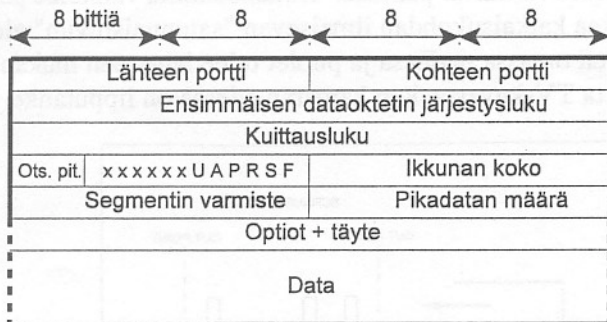 8 bittiä 8 8 8
Lähteen portti Kohteen portti
Ensimmäisen dataoktetin järjestysluku
Kuittausluku
Ots. pit. x x x x x x U A P R S F Ikkunan koko
Segmentin varmiste Pikadatan määrä
Optiot + täyte
Data